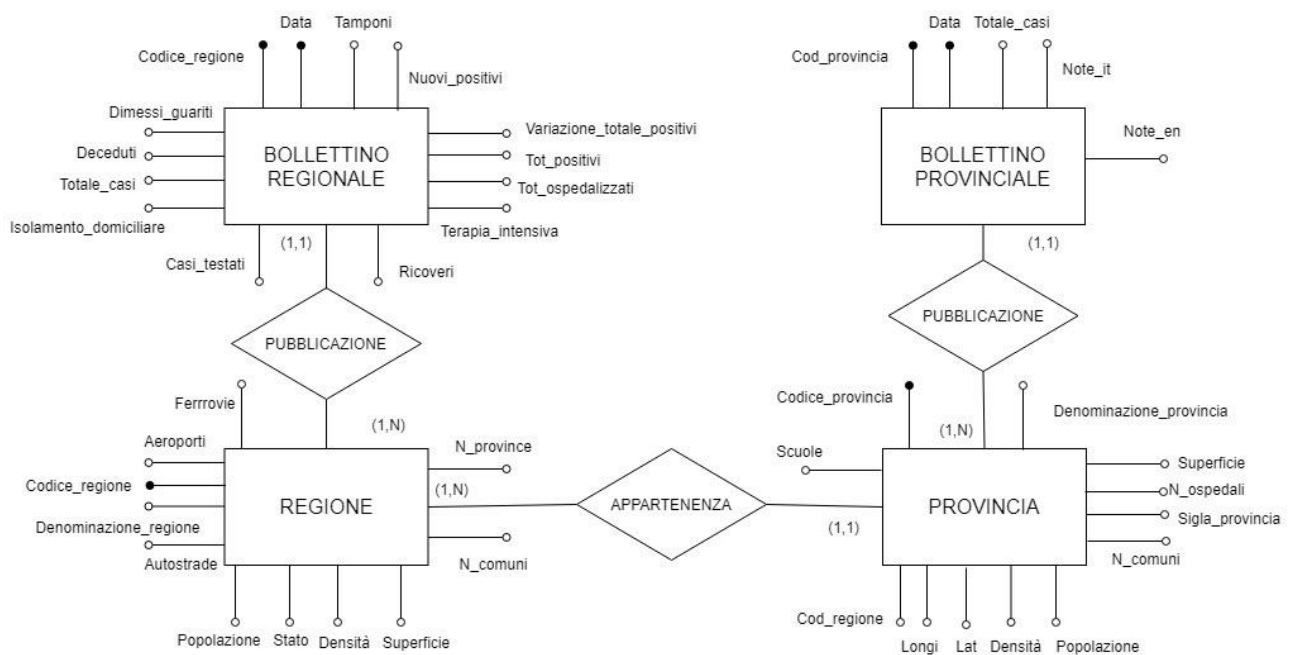 Data
Tamponi
Codice_regione
Nuovi_positivi
Dimessi_guariti
Deceduti
Totale_casi
Isolamento_domiciliare
BOLLETTINO
REGIONALE
Variazione_totale_positivi
Tot_positivi
Tot_ospedalizzati
Terapia_intensiva
(1,1)
Casi_testati
Ricoveri
PUBBLICAZIONE
Data
Totale_casi
Cod_provincia
Note_it
Note_en
BOLLETTINO
PROVINCIALE
(1,1)
PUBBLICAZIONE
Ferrrovie
(1,N)
Aeroporti
N_province
Codice_regione
(1,N)
REGIONE
Denominazione_regione
Autostrade
N_comuni
Popolazione
Stato
Densità
Superficie
APPARTENENZA
Codice_provincia
Denominazione_provincia
(1,N)
Scuole
Superficie
N_ospedali
PROVINCIA
Sigla_provincia
(1,1)
N_comuni
Cod_regione
Longi
Lat
Densità
Popolazione